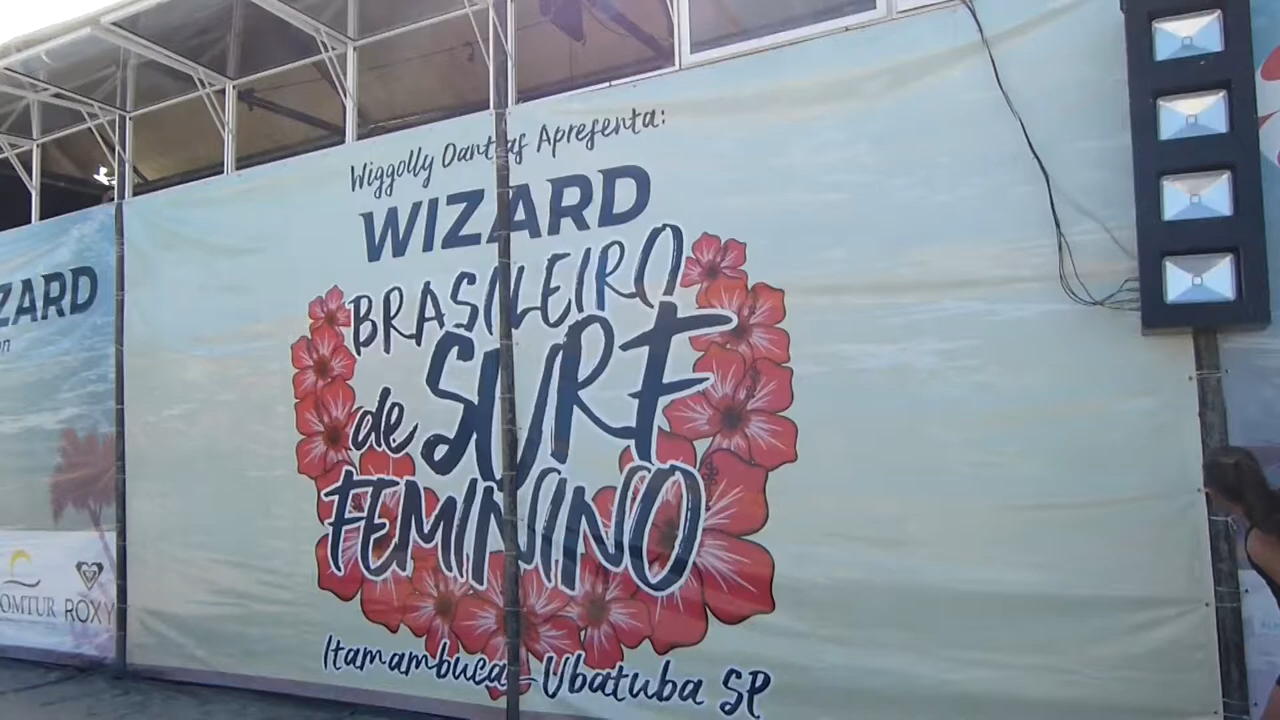 Wiggolly Dantas Apresenta:
WIZARD
BRASILEIRO
de SURF
FEMININO
Itamambuca - Ubatuba SP
ZARD
OMTUR
ROXY